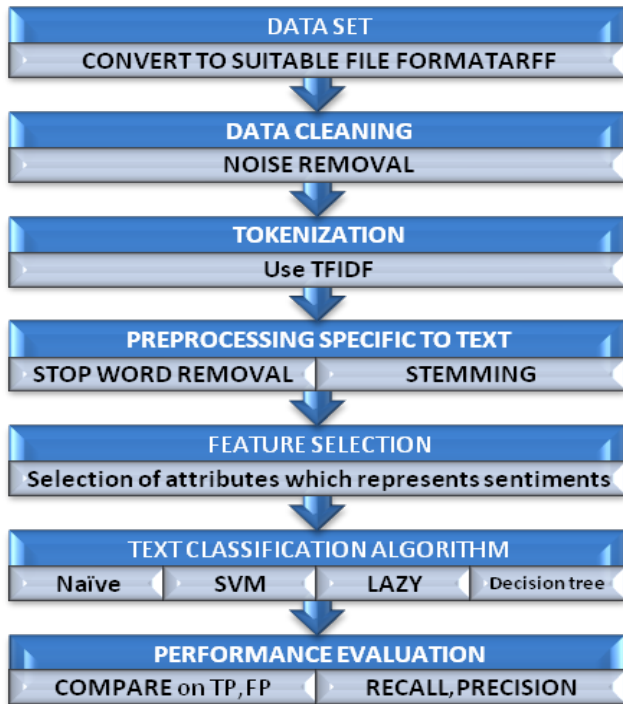 DATA SET
CONVERT TO SUITABLE FILE FORMATARFF
DATA CLEANING
NOISE REMOVAL
TOKENIZATION
Use TFIDF
PREPROCESSING SPECIFIC TO TEXT
STOP WORD REMOVAL STEMMING
FEATURE SELECTION
Selection of attributes which represents sentiments
TEXT CLASSIFICATION ALGORITHM
Naïve SVM LAZY Decision tree
PERFORMANCE EVALUATION
COMPARE on TP, FP RECALL, PRECISION